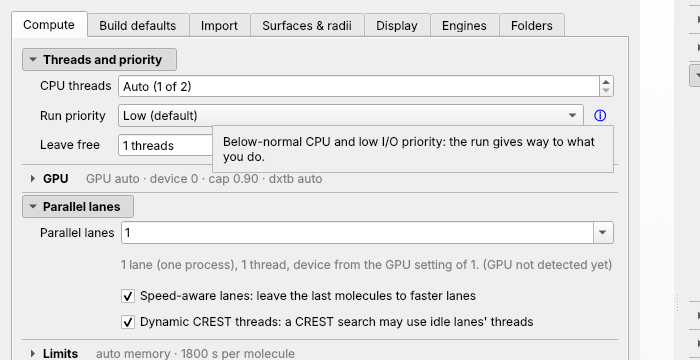 Compute Build defaults Import Surfaces & radii Display Engines Folders
Threads and priority
CPU threads Auto (1 of 2)
Run priority Low (default)
Leave free 1 threads
Below-normal CPU and low I/O priority: the run gives way to what
you do.
GPU GPU auto · device 0 · cap 0.90 · dxtb auto
Parallel lanes
Parallel lanes 1
1 lane (one process), 1 thread, device from the GPU setting of 1. (GPU not detected yet)
Speed-aware lanes: leave the last molecules to faster lanes
Dynamic CREST threads: a CREST search may use idle lanes' threads
Limits auto memory · 1800 s per molecule